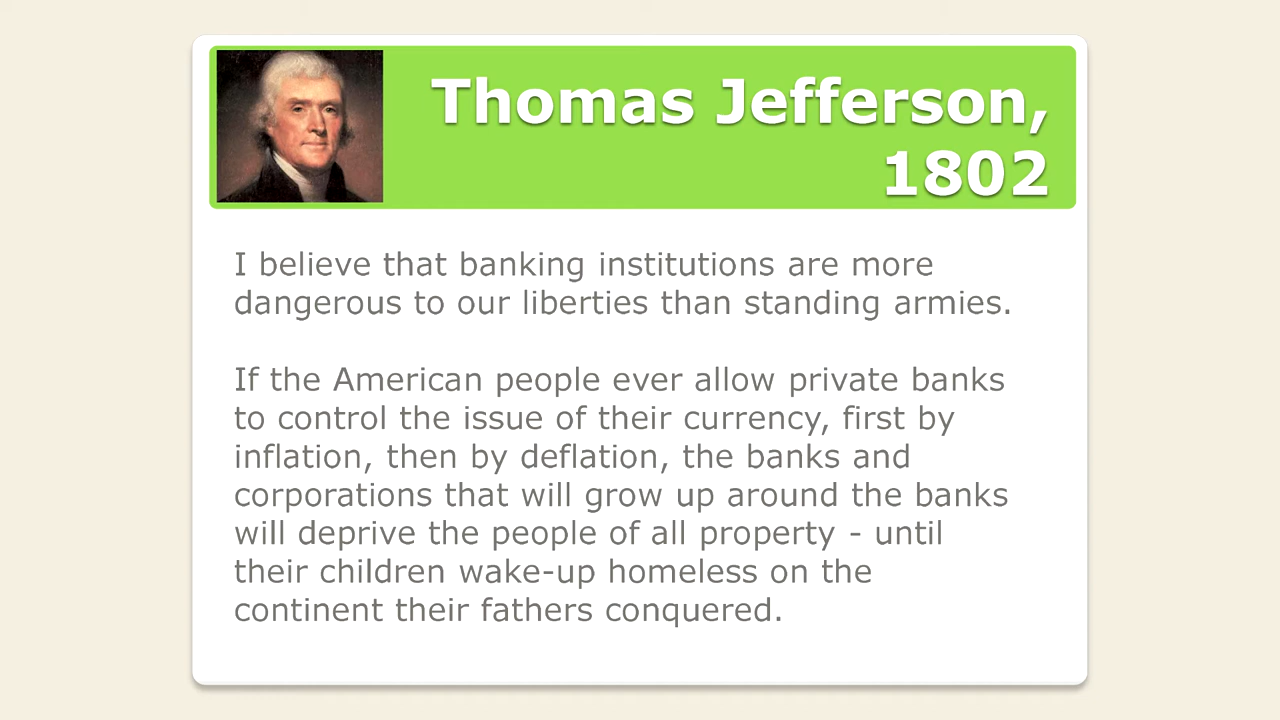 Thomas Jefferson,
1802
I believe that banking institutions are more
dangerous to our liberties than standing armies.
If the American people ever allow private banks
to control the issue of their currency, first by
inflation, then by deflation, the banks and
corporations that will grow up around the banks
will deprive the people of all property - until
their children wake-up homeless on the
continent their fathers conquered.